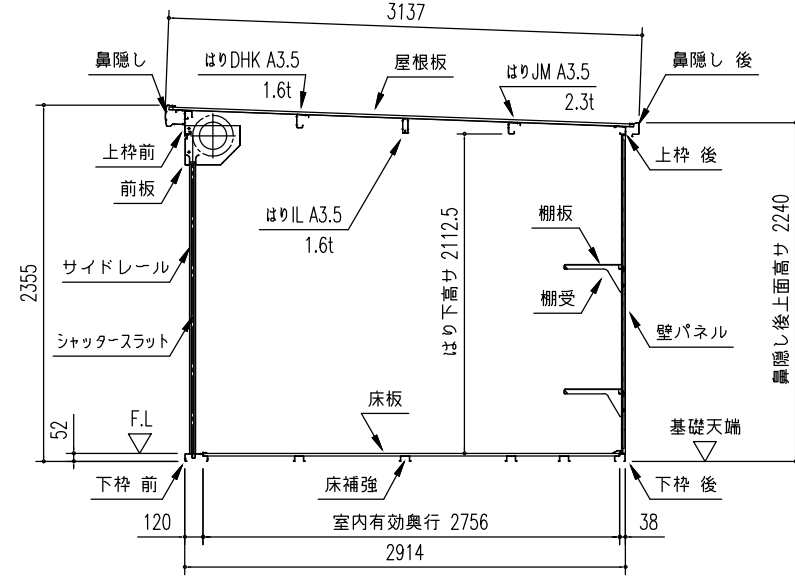 3137
鼻隠し
はりDHK A3.5
1.6t
屋根板
はりJM A3.5
2.3t
鼻隠し 後
上枠前
前板
はりIL A3.5
1.6t
上枠 後
棚板
棚受
サイドレール
シャッタースラット
壁パネル
2355
はり下高サ 2112.5
鼻隠し後上面高サ 2240
52
F.L
床板
基礎天端
下枠 前
床補強
下枠 後
120
室内有効奥行 2756
38
2914